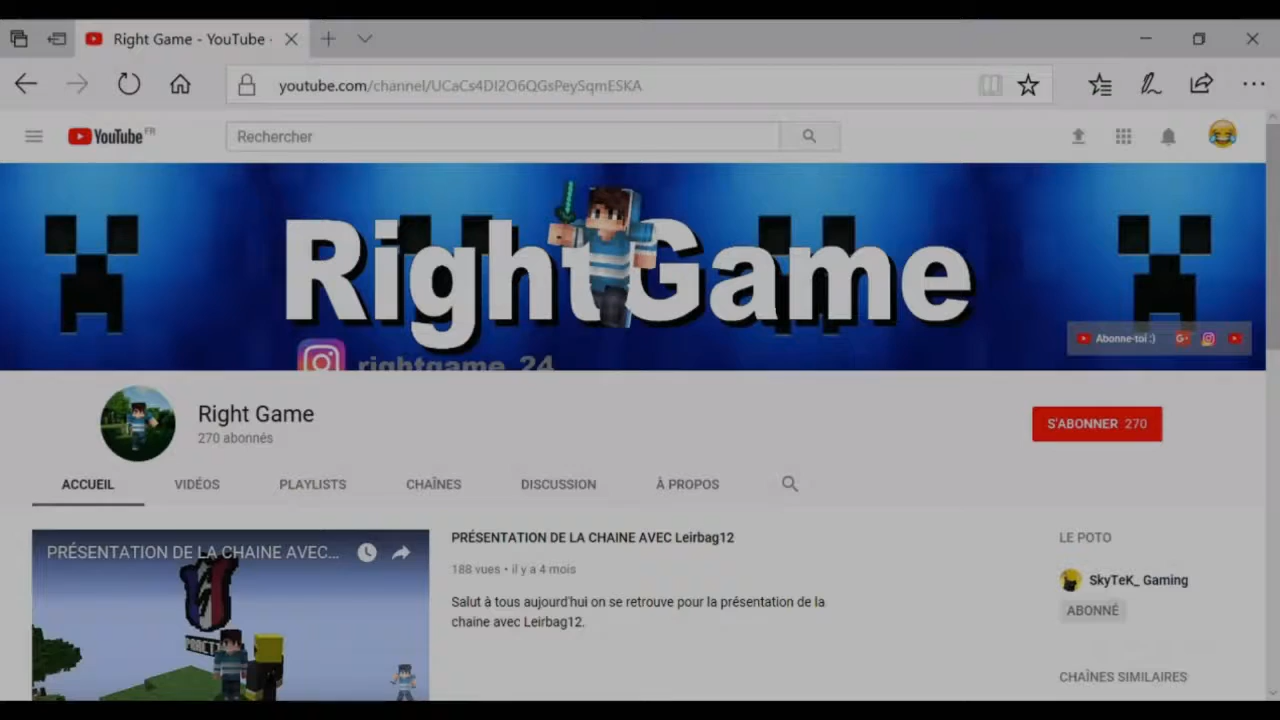 Right Game - YouTube -
youtube.com/channel/UCaCs4DI2O6QGsPeySqmESKA
YouTube FR
Rechercher
RightGame
rightgame_24
Abonne-toi :)
Right Game
270 abonnés
S'ABONNER 270
ACCUEIL VIDÉOS PLAYLISTS CHAÎNES DISCUSSION À PROPOS
PRÉSENTATION DE LA CHAINE AVEC...
PRÉSENTATION DE LA CHAINE AVEC Leirbag12
188 vues • il y a 4 mois
Salut à tous aujourd'hui on se retrouve pour la présentation de la
chaine avec Leirbag12.
LE POTO
SkyTeK_ Gaming
ABONNÉ
CHAÎNES SIMILAIRES